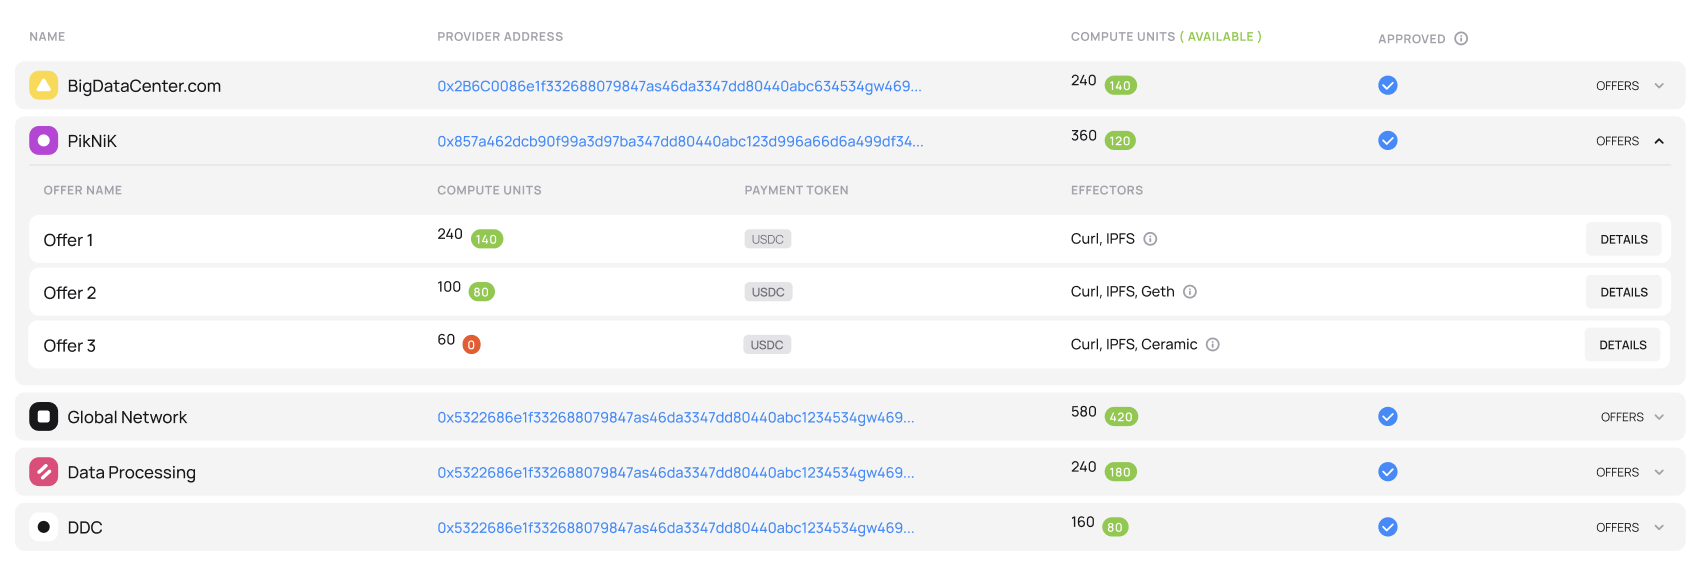 NAME PROVIDER ADDRESS COMPUTE UNITS ( AVAILABLE ) APPROVED
BigDataCenter.com 0x2B6C0086e1f332688079847as46da3347dd80440abc634534gw469... 240 140 OFFERS
PikNiK 0x857a462dcb90f99a3d97ba347dd80440abc123d996a66d6a499df34... 360 120 OFFERS
OFFER NAME COMPUTE UNITS PAYMENT TOKEN EFFECTORS
Offer 1 240 140 USDC Curl, IPFS DETAILS
Offer 2 100 80 USDC Curl, IPFS, Geth DETAILS
Offer 3 60 0 USDC Curl, IPFS, Ceramic DETAILS
Global Network 0x5322686e1f332688079847as46da3347dd80440abc1234534gw469... 580 420 OFFERS
Data Processing 0x5322686e1f332688079847as46da3347dd80440abc1234534gw469... 240 180 OFFERS
DDC 0x5322686e1f332688079847as46da3347dd80440abc1234534gw469... 160 80 OFFERS